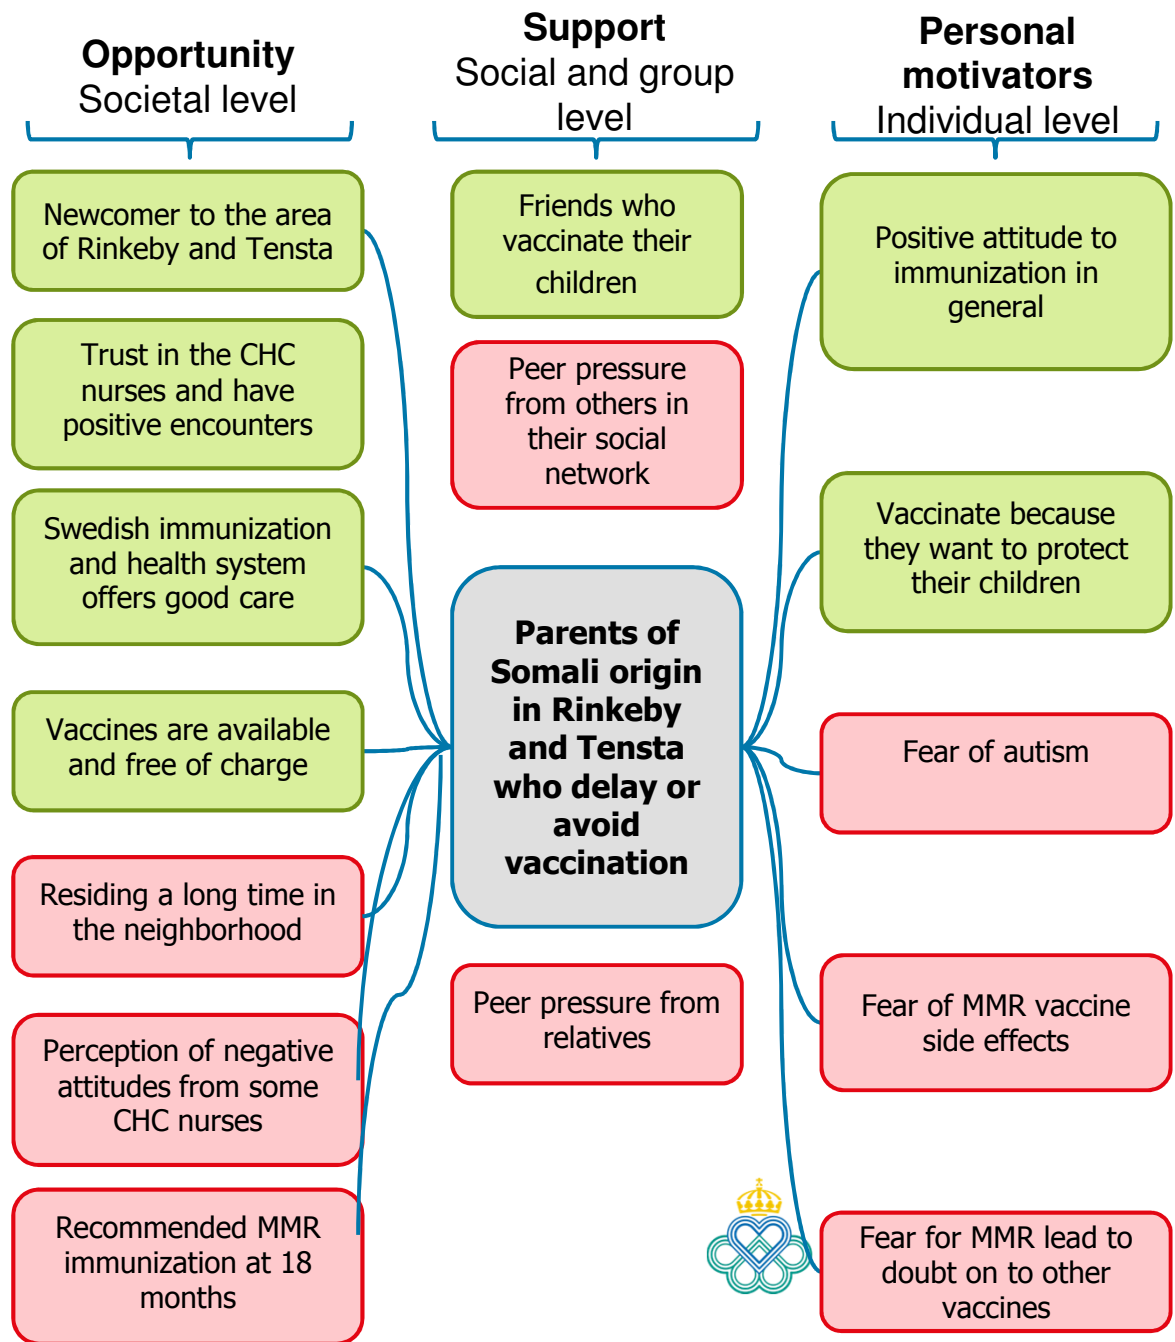 Opportunity
Societal level
Newcomer to the area
of Rinkeby and Tensta
Trust in the CHC
nurses and have
positive encounters
Swedish immunization
and health system
offers good care
Vaccines are available
and free of charge
Residing a long time in
the neighborhood
Perception of negative
attitudes from some
CHC nurses
Recommended MMR
immunization at 18
months
Support
Social and group
level
Friends who
vaccinate their
children
Peer pressure
from others in
their social
network
Parents of
Somali origin
in Rinkeby
and Tensta
who delay or
avoid
vaccination
Peer pressure from
relatives
Personal
motivators
Individual level
Positive attitude to
immunization in
general
Vaccinate because
they want to protect
their children
Fear of autism
Fear of MMR vaccine
side effects
Fear for MMR lead to
doubt on to other
vaccines